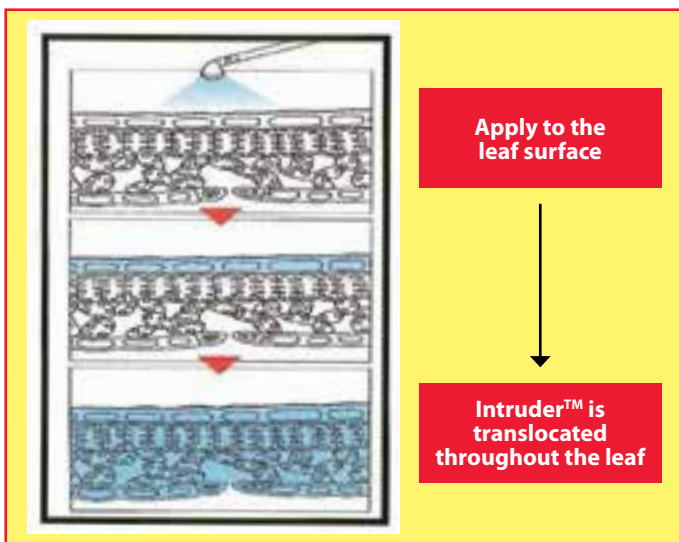 Apply to the
leaf surface
Intruder™ is
translocated
throughout the leaf